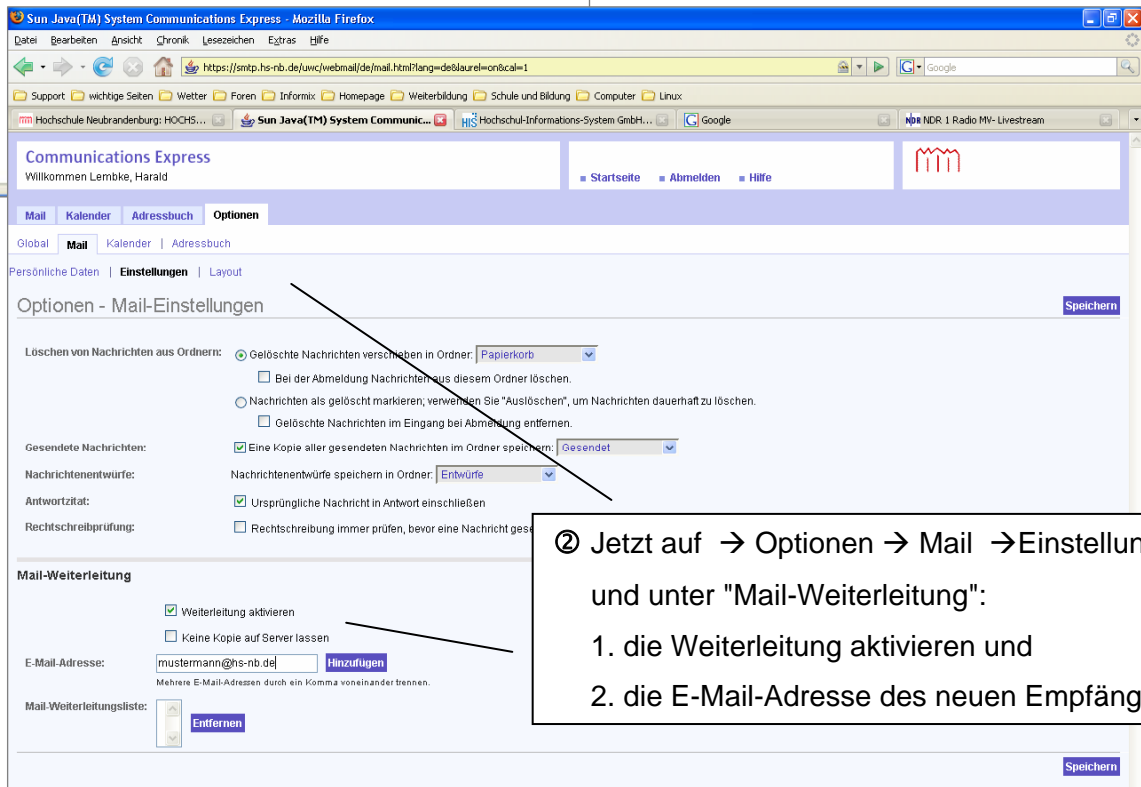 Sun Java(TM) System Communications Express - Mozilla Firefox
Datei Bearbeiten Ansicht Chronik Lesezeichen Extras Hilfe
https://smtp.hs-nb.de/uwc/webmail/de/mail.html?lang=de&laurel=on&cal=1
Google
Support wichtige Seiten Wetter Foren Informix Homepage Weiterbildung Schule und Bildung Computer Linux
Hochschule Neubrandenburg: HOCHS... Sun Java(TM) System Communic... HIS Hochschul-Informations-System GmbH... Google NDR NDR 1 Radio MV- Livestream
Communications Express
Willkommen Lembke, Harald
Startseite Abmelden Hilfe
Mail Kalender Adressbuch Optionen
Global Mail Kalender | Adressbuch
Persönliche Daten | Einstellungen | Layout
Optionen - Mail-Einstellungen
Speichern
Löschen von Nachrichten aus Ordnern: Gelöschte Nachrichten verschieben in Ordner: Papierkorb
Bei der Abmeldung Nachrichten aus diesem Ordner löschen.
Nachrichten als gelöscht markieren; verwenden Sie "Auslöschen", um Nachrichten dauerhaft zu löschen.
Gelöschte Nachrichten im Eingang bei Abmeldung entfernen.
Gesendete Nachrichten: Eine Kopie aller gesendeten Nachrichten im Ordner speichern: Gesendet
Nachrichtenentwürfe: Nachrichtenentwürfe speichern in Ordner: Entwürfe
Antwortzitat: Ursprüngliche Nachricht in Antwort einschließen
Rechtschreibprüfung: Rechtschreibung immer prüfen, bevor eine Nachricht gese
② Jetzt auf → Optionen → Mail →Einstellun
und unter "Mail-Weiterleitung":
1. die Weiterleitung aktivieren und
2. die E-Mail-Adresse des neuen Empfäng
Mail-Weiterleitung
Weiterleitung aktivieren
Keine Kopie auf Server lassen
E-Mail-Adresse: mustermann@hs-nb.de Hinzufügen
Mehrere E-Mail-Adressen durch ein Komma voneinander trennen.
Mail-Weiterleitungsliste:
Entfernen
Speichern